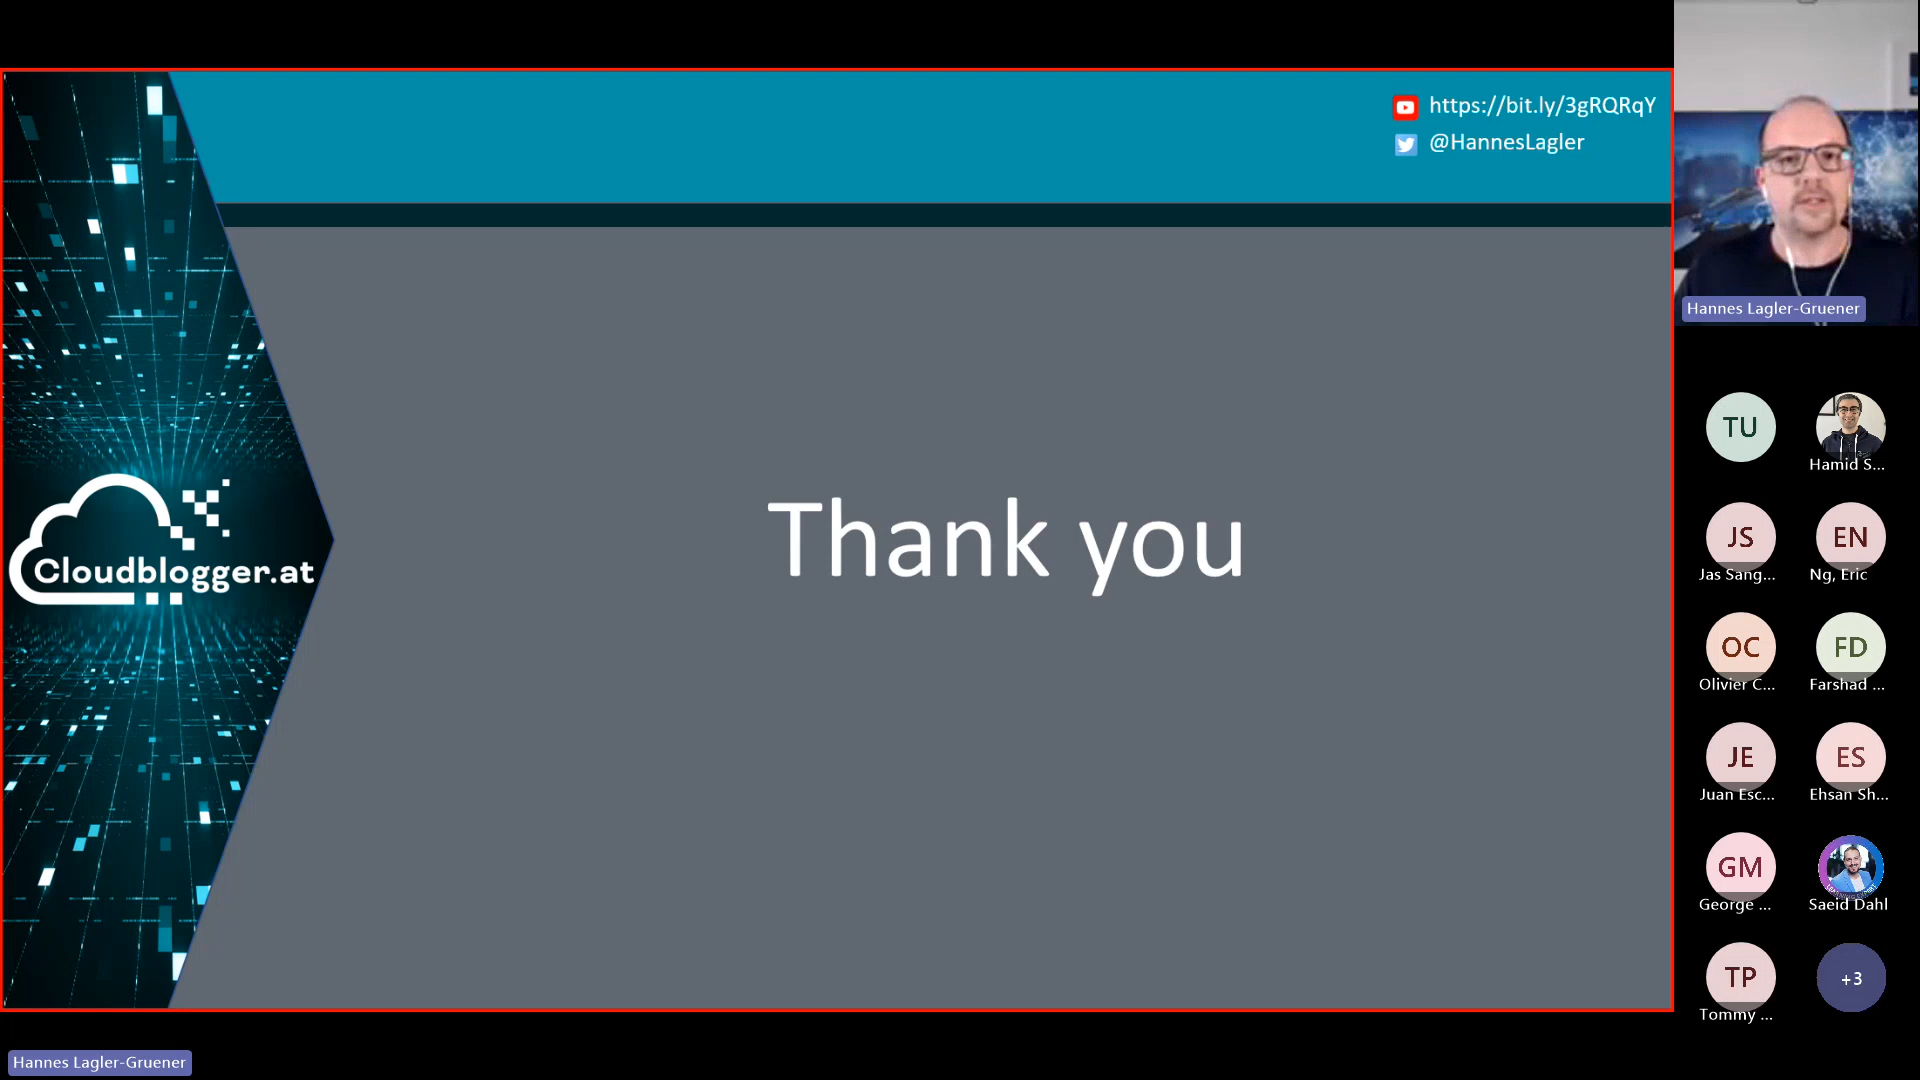 https://bit.ly/3gRQRqY
@HannesLagler
Cloudblogger.at
Thank you
Hannes Lagler-Gruener
TU
Hamid S...
JS
Jas Sang...
EN
Ng, Eric
OC
Olivier C...
FD
Farshad ...
JE
Juan Esc...
ES
Ehsan Sh...
GM
George ...
Saeid Dahl
TP
Tommy ...
+3
Hannes Lagler-Gruener